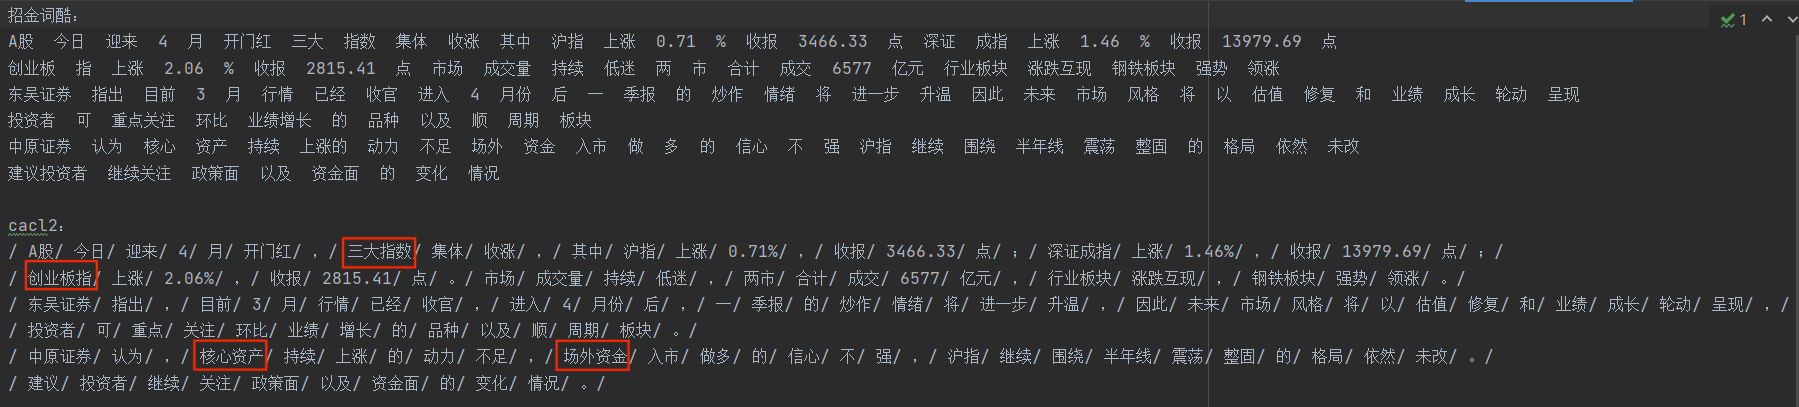 招金词酷：
A股 今日 迎来 4 月 开门红 三大 指数 集体 收涨 其中 沪指 上涨 0.71 % 收报 3466.33 点 深证 成指 上涨 1.46 % 收报 13979.69 点
创业板 指 上涨 2.06 % 收报 2815.41 点 市场 成交量 持续 低迷 两 市 合计 成交 6577 亿元 行业板块 涨跌互现 钢铁板块 强势 领涨
东吴证券 指出 目前 3 月 行情 已经 收官 进入 4 月份 后 一 季报 的 炒作 情绪 将 进一步 升温 因此 未来 市场 风格 将 以 估值 修复 和 业绩 成长 轮动 呈现
投资者 可 重点关注 环比 业绩增长 的 品种 以及 顺 周期 板块
中原证券 认为 核心 资产 持续 上涨的 动力 不足 场外 资金 入市 做 多 的 信心 不 强 沪指 继续 围绕 半年线 震荡 整固 的 格局 依然 未改
建议投资者 继续关注 政策面 以及 资金面 的 变化 情况
cacl2：
/ A股/ 今日/ 迎来/ 4/ 月/ 开门红/ ，/ 三大指数/ 集体/ 收涨/ ，/ 其中/ 沪指/ 上涨/ 0.71%/ ，/ 收报/ 3466.33/ 点/ ；/ 深证成指/ 上涨/ 1.46%/ ，/ 收报/ 13979.69/ 点/ ；/
/ 创业板指/ 上涨/ 2.06%/ ，/ 收报/ 2815.41/ 点/ 。/ 市场/ 成交量/ 持续/ 低迷/ ，/ 两市/ 合计/ 成交/ 6577/ 亿元/ ，/ 行业板块/ 涨跌互现/ ，/ 钢铁板块/ 强势/ 领涨/ 。/
/ 东吴证券/ 指出/ ，/ 目前/ 3/ 月/ 行情/ 已经/ 收官/ ，/ 进入/ 4/ 月份/ 后/ ，/ 一/ 季报/ 的/ 炒作/ 情绪/ 将/ 进一步/ 升温/ ，/ 因此/ 未来/ 市场/ 风格/ 将/ 以/ 估值/ 修复/ 和/ 业绩/ 成长/ 轮动/ 呈现/ ，/
/ 投资者/ 可/ 重点/ 关注/ 环比/ 业绩/ 增长/ 的/ 品种/ 以及/ 顺/ 周期/ 板块/ 。/
/ 中原证券/ 认为/ ，/ 核心资产/ 持续/ 上涨/ 的/ 动力/ 不足/ ，/ 场外资金/ 入市/ 做多/ 的/ 信心/ 不/ 强/ ，/ 沪指/ 继续/ 围绕/ 半年线/ 震荡/ 整固/ 的/ 格局/ 依然/ 未改/ 。/
/ 建议/ 投资者/ 继续/ 关注/ 政策面/ 以及/ 资金面/ 的/ 变化/ 情况/ 。/
1